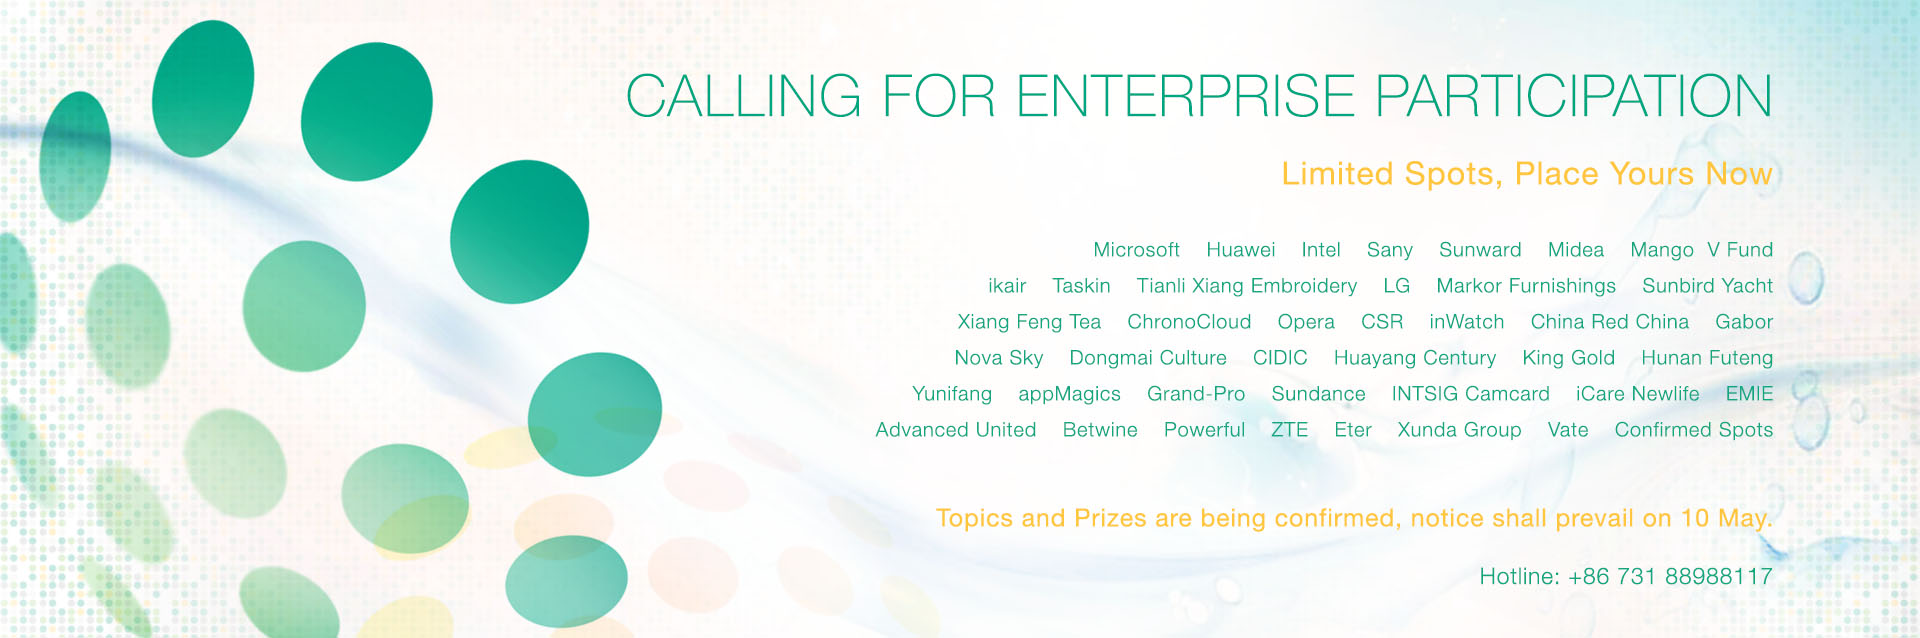 CALLING FOR ENTERPRISE PARTICIPATION
Limited Spots, Place Yours Now
Microsoft Huawei Intel Sany Sunward Midea Mango V Fund
ikair Taskin Tianli Xiang Embroidery LG Markor Furnishings Sunbird Yacht
Xiang Feng Tea ChronoCloud Opera CSR inWatch China Red China Gabor
Nova Sky Dongmai Culture CIDIC Huayang Century King Gold Hunan Futeng
Yunifang appMagics Grand-Pro Sundance INTSIG Camcard iCare Newlife EMIE
Advanced United Betwine Powerful ZTE Eter Xunda Group Vate Confirmed Spots
Topics and Prizes are being confirmed, notice shall prevail on 10 May.
Hotline: +86 731 88988117